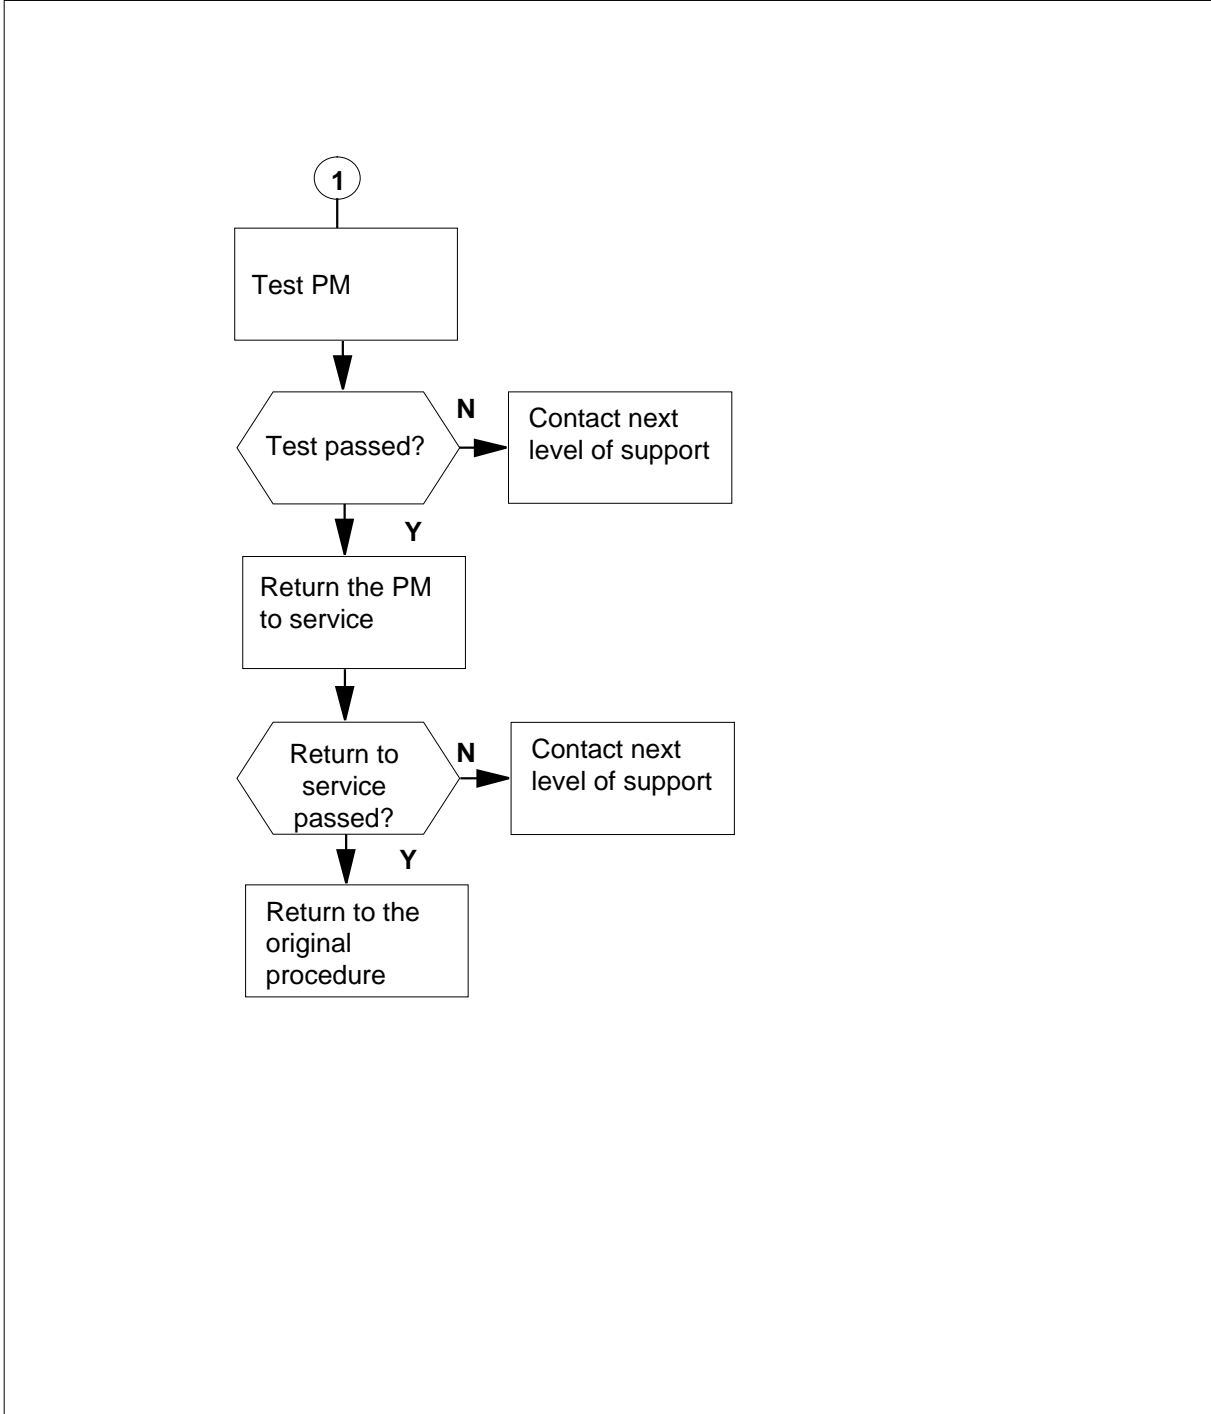 1
Test PM
Test passed?
N
Contact next
level of support
Y
Return the PM
to service
Return to
service
passed?
N
Contact next
level of support
Y
Return to the
original
procedure